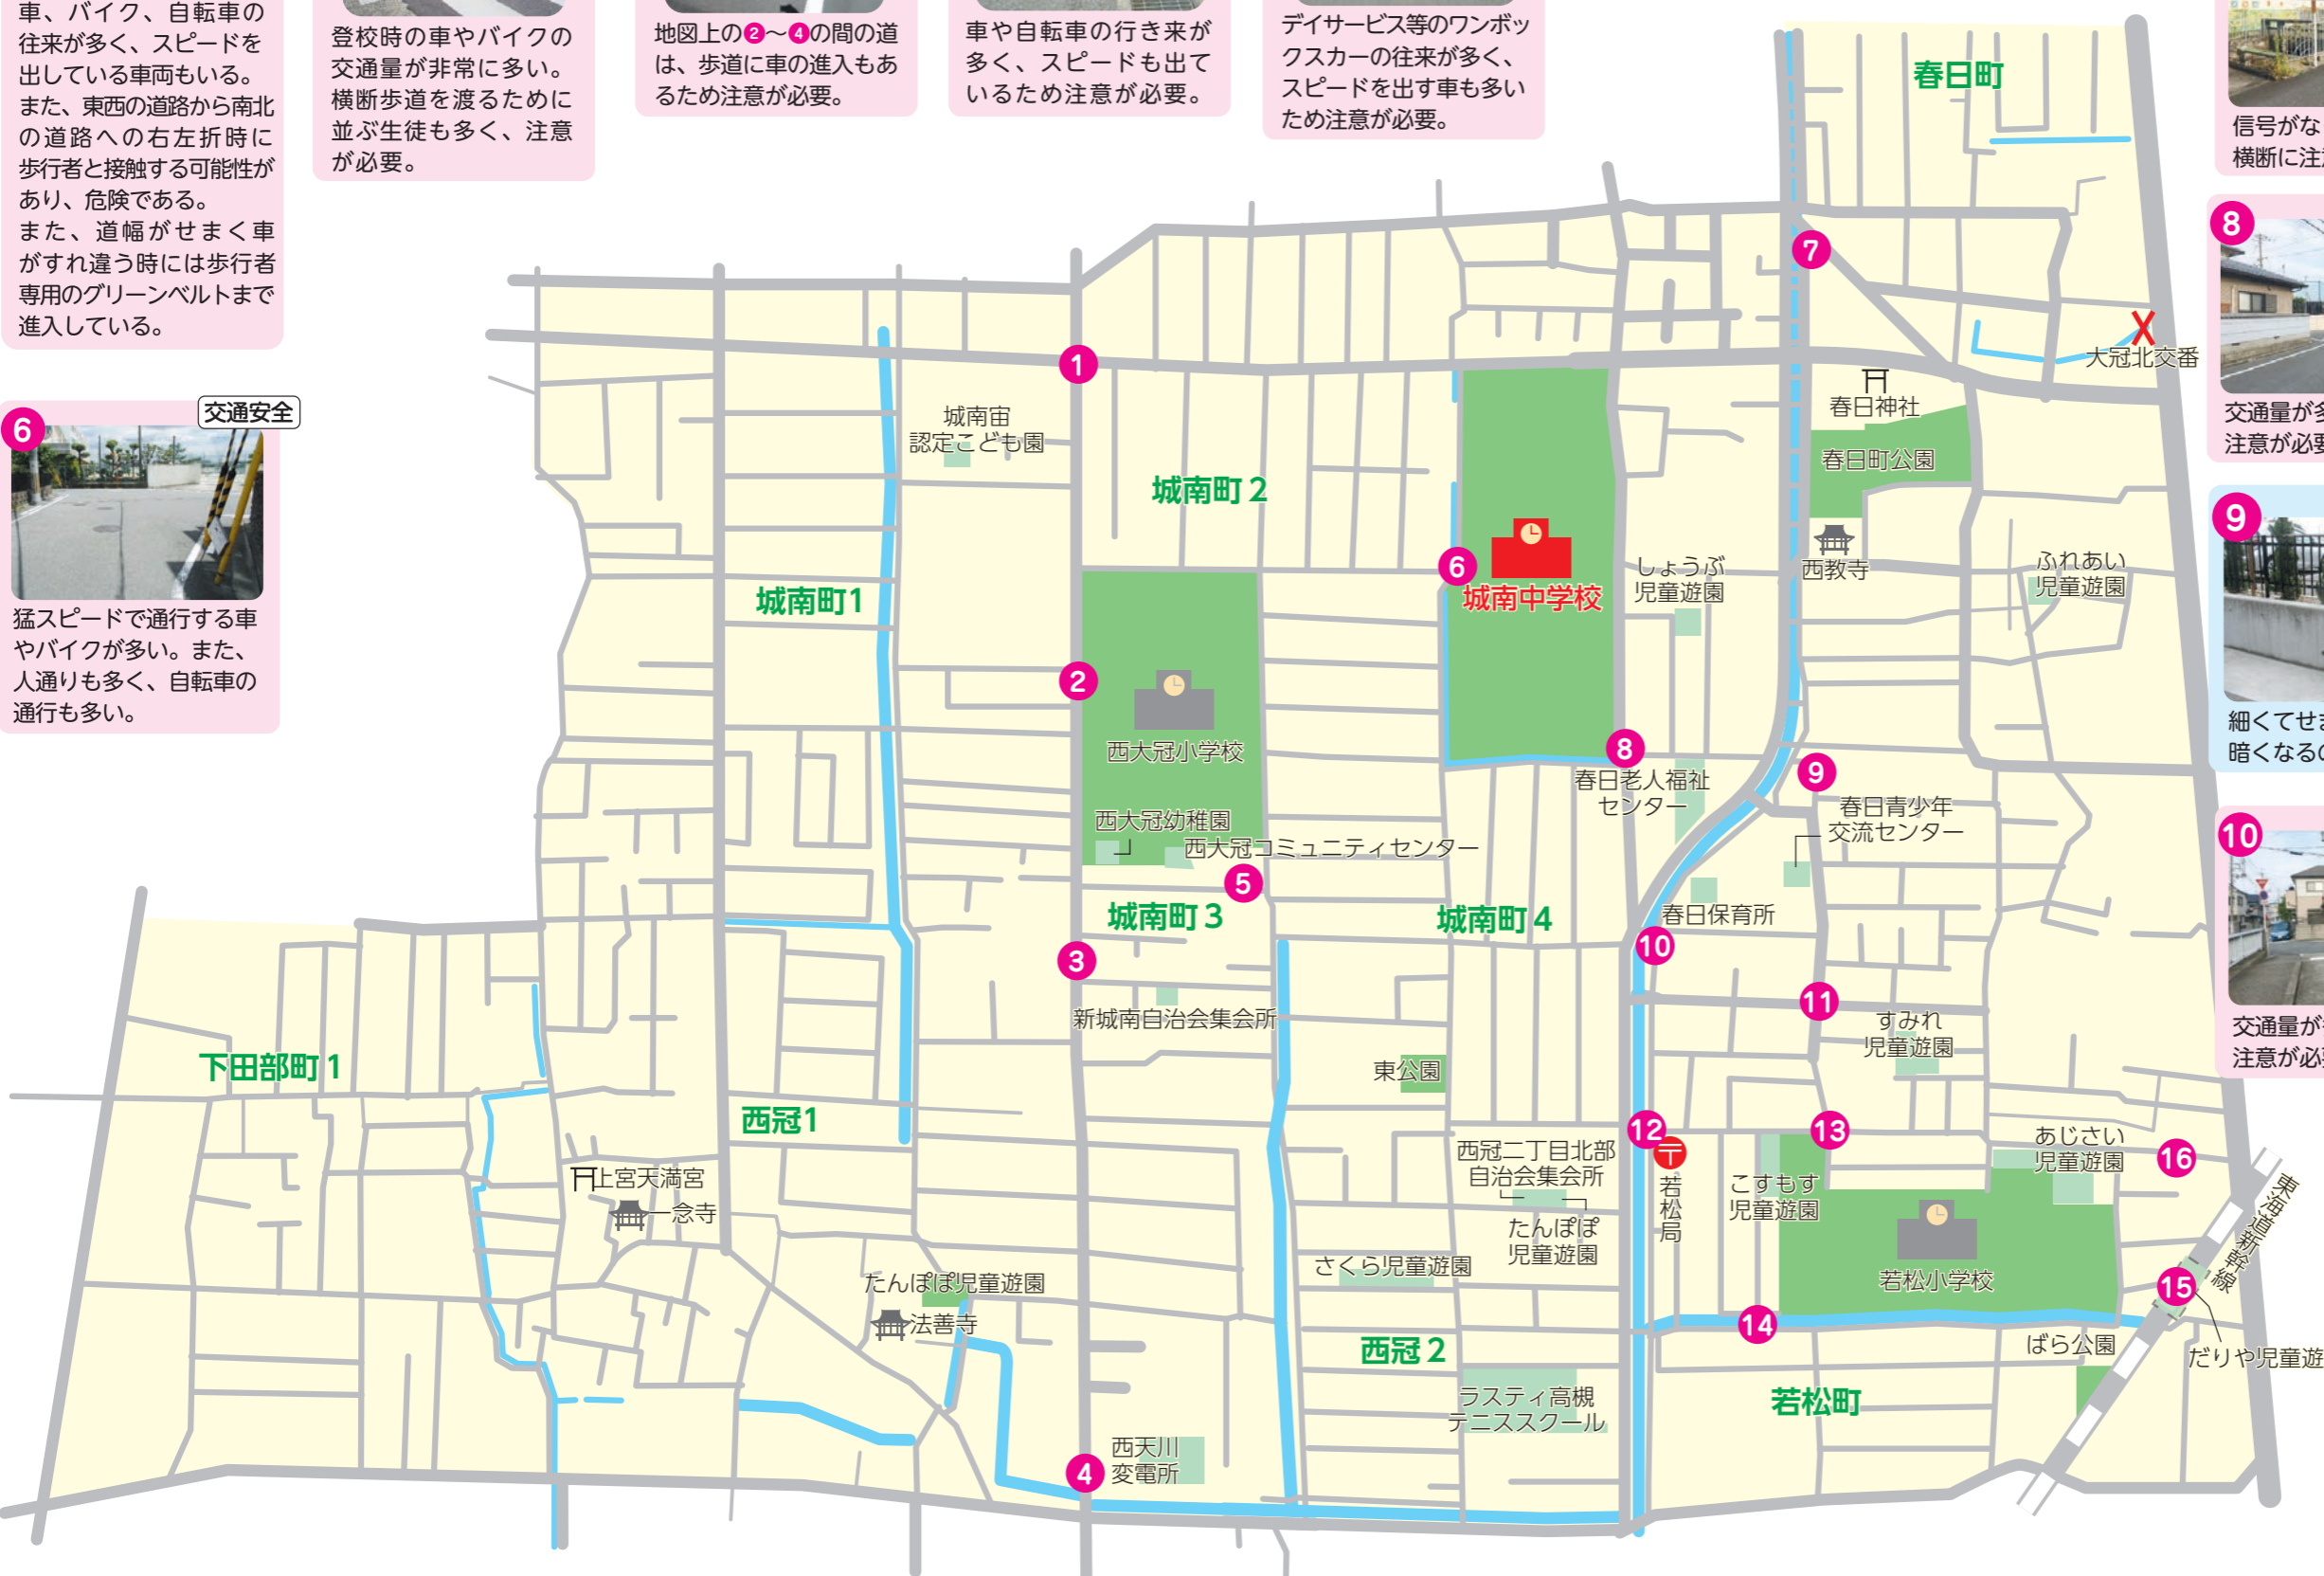 車、バイク、自転車の
往来が多く、スピードを
出している車両もいる。
また、東西の道路から南北
の道路への右左折時に
歩行者と接触する可能性が
あり、危険である。
また、道幅がせまく車
がすれ違う時には歩行者
専用のグリーンベルトまで
進入している。
登校時の車やバイクの
交通量が非常に多い。
横断歩道を渡るために
並ぶ生徒も多く、注意
が必要。
地図上の❷～❹の間の道
は、歩道に車の進入もあ
るため注意が必要。
車や自転車の行き来が
多く、スピードも出て
いるため注意が必要。
デイサービス等のワンボッ
クスカーの往来が多く、
スピードを出す車も多い
ため注意が必要。
6
交通安全
猛スピードで通行する車
やバイクが多い。また、
人通りも多く、自転車の
通行も多い。
信号がな
横断に注
8
交通量が多
注意が必要
9
細くてせま
暗くなるの
10
交通量が
注意が必要
春日町
7
大冠北交番
1
春日神社
春日町公園
城南宙
認定こども園
城南町2
6
城南中学校
西教寺
しょうぶ
児童遊園
ふれあい
児童遊園
城南町1
2
西大冠小学校
8
春日老人福祉
センター
9
春日青少年
交流センター
西大冠幼稚園
西大冠コミュニティセンター
5
城南町3
城南町4
春日保育所
10
3
新城南自治会集会所
11
すみれ
児童遊園
下田部町1
東公園
西冠1
12
〒
若松局
13
西冠二丁目北部
自治会集会所
たんぽぽ
児童遊園
こすもす
児童遊園
あじさい
児童遊園
16
東海道新幹線
上宮天満宮
一念寺
さくら児童遊園
若松小学校
15
たんぽぽ児童遊園
法善寺
14
西冠2
ばら公園
だりや児童遊
ラスティ高槻
テニススクール
若松町
4
西天川
変電所